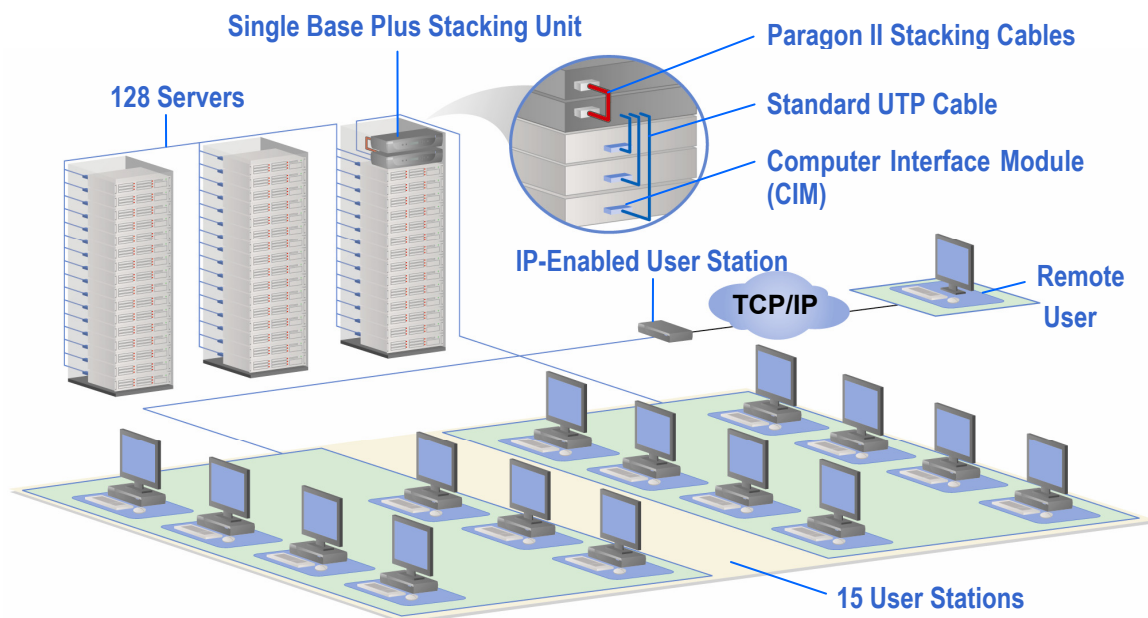 Single Base Plus Stacking Unit
Paragon II Stacking Cables
128 Servers
Standard UTP Cable
Computer Interface Module
(CIM)
IP-Enabled User Station
TCP/IP
Remote
User
15 User Stations